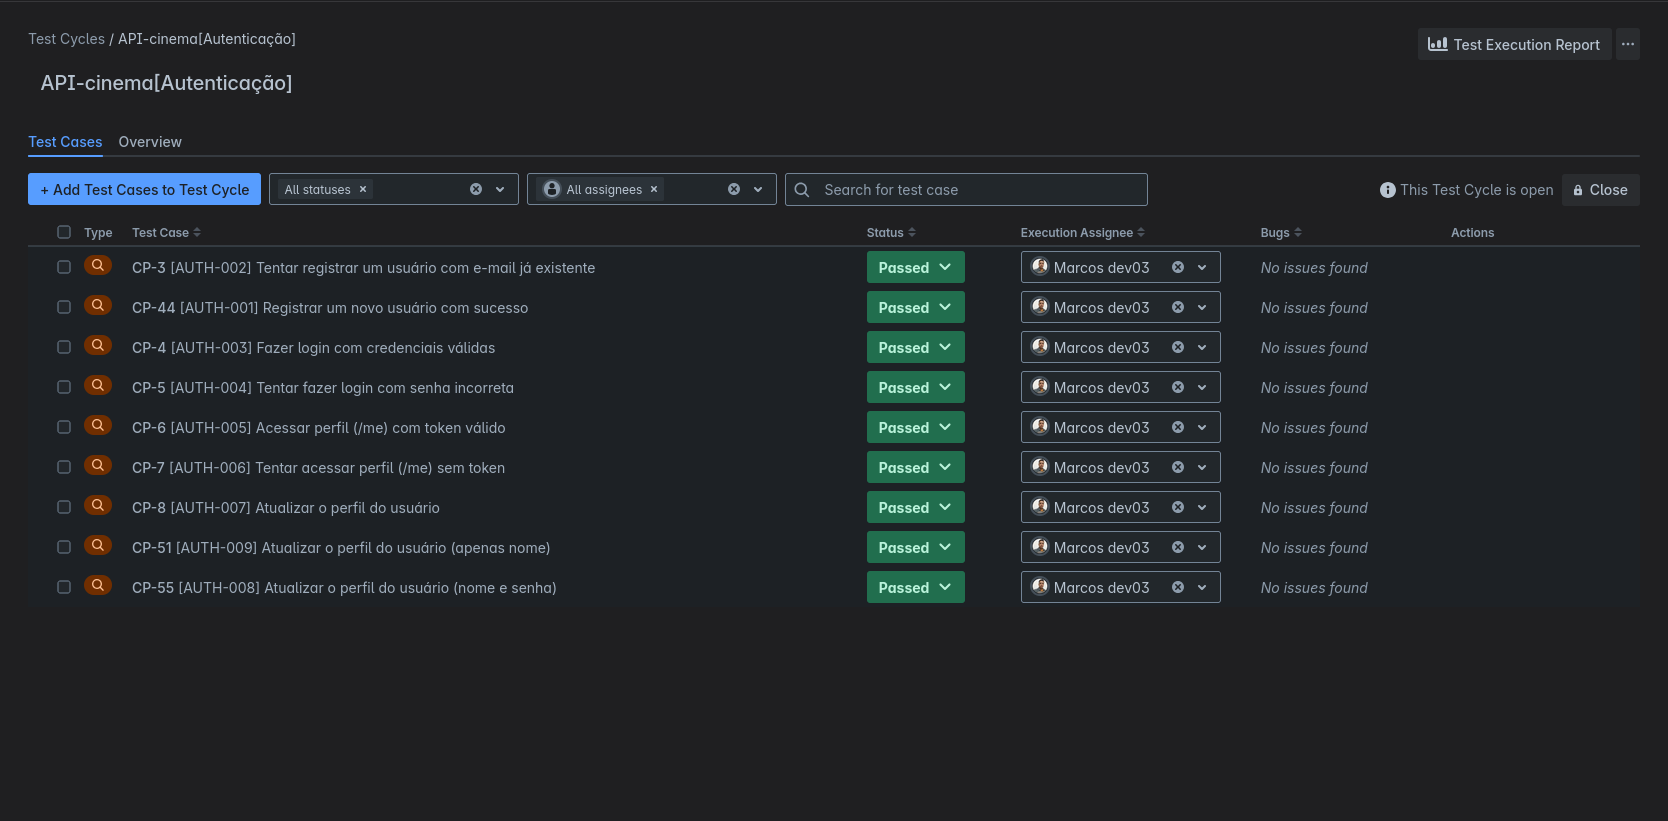 Test Cycles / API-cinema[Autenticação]
Test Execution Report
API-cinema[Autenticação]
Test Cases Overview
+ Add Test Cases to Test Cycle All statuses × All assignees × Search for test case This Test Cycle is open Close
Type Test Case Status Execution Assignee Bugs Actions
CP-3 [AUTH-002] Tentar registrar um usuário com e-mail já existente Passed Marcos dev03 No issues found
CP-44 [AUTH-001] Registrar um novo usuário com sucesso Passed Marcos dev03 No issues found
CP-4 [AUTH-003] Fazer login com credenciais válidas Passed Marcos dev03 No issues found
CP-5 [AUTH-004] Tentar fazer login com senha incorreta Passed Marcos dev03 No issues found
CP-6 [AUTH-005] Acessar perfil (/me) com token válido Passed Marcos dev03 No issues found
CP-7 [AUTH-006] Tentar acessar perfil (/me) sem token Passed Marcos dev03 No issues found
CP-8 [AUTH-007] Atualizar o perfil do usuário Passed Marcos dev03 No issues found
CP-51 [AUTH-009] Atualizar o perfil do usuário (apenas nome) Passed Marcos dev03 No issues found
CP-55 [AUTH-008] Atualizar o perfil do usuário (nome e senha) Passed Marcos dev03 No issues found